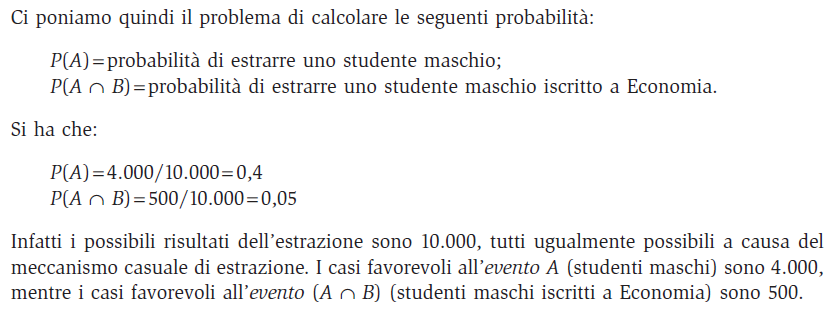 Ci poniamo quindi il problema di calcolare le seguenti probabilità:
P(A)=probabilità di estrarre uno studente maschio;
P(A ∩ B)=probabilità di estrarre uno studente maschio iscritto a Economia.
Si ha che:
P(A)=4.000/10.000=0,4
P(A ∩ B)=500/10.000=0,05
Infatti i possibili risultati dell’estrazione sono 10.000, tutti ugualmente possibili a causa del
meccanismo casuale di estrazione. I casi favorevoli all’evento A (studenti maschi) sono 4.000,
mentre i casi favorevoli all’evento (A ∩ B) (studenti maschi iscritti a Economia) sono 500.